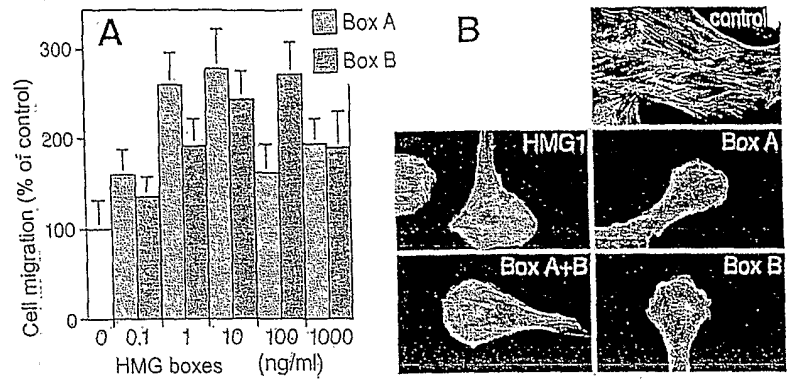 A
Box A
Box B
Cell migration (% of control)
300
200
100
0
0 0.1 1 10 100 1000
HMG boxes (ng/ml)
B
control
HMG1
Box A
Box A+B
Box B